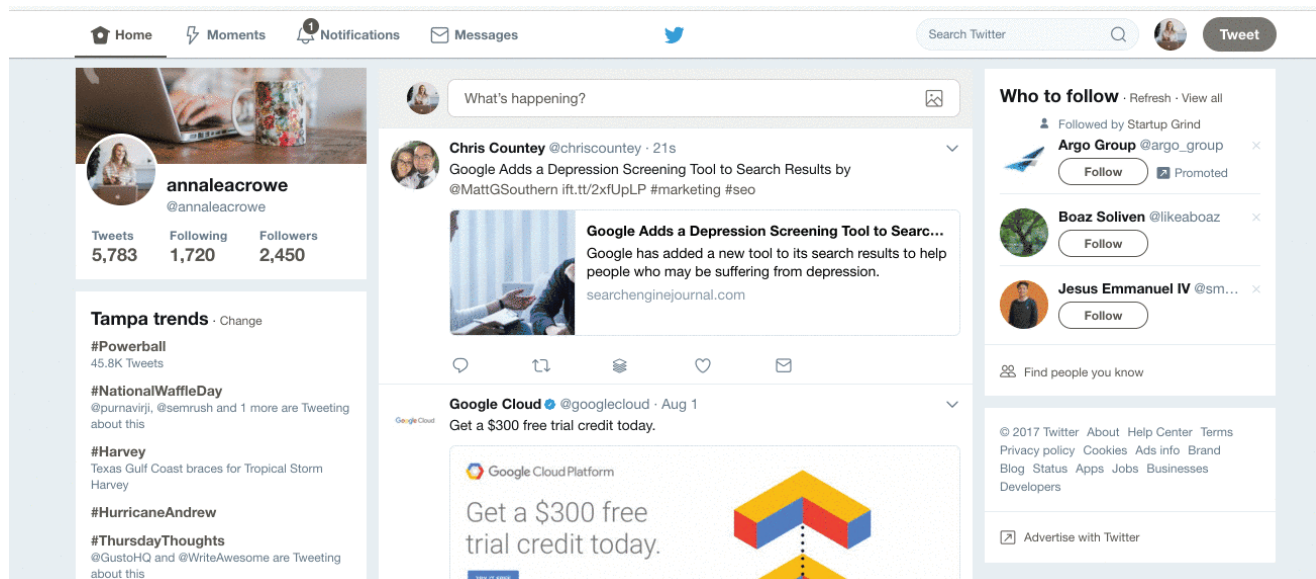 Home
Moments
1
Notifications
Messages
Search Twitter
Tweet
annaleacrowe
@annaleacrowe
Tweets Following Followers
5,783 1,720 2,450
Tampa trends · Change
#Powerball
45.8K Tweets
#NationalWaffleDay
@purnavirji, @semrush and 1 more are Tweeting
about this
#Harvey
Texas Gulf Coast braces for Tropical Storm
Harvey
#HurricaneAndrew
#ThursdayThoughts
@GustoHQ and @WriteAwesome are Tweeting
about this
What's happening?
Chris Countey @chriscountey · 21s
Google Adds a Depression Screening Tool to Search Results by
@MattGSouthern ift.tt/2xfUpLP #marketing #seo
Google Adds a Depression Screening Tool to Searc...
Google has added a new tool to its search results to help
people who may be suffering from depression.
searchenginejournal.com
Google Cloud
Google Cloud @googlecloud · Aug 1
Get a $300 free trial credit today.
Google Cloud Platform
Get a $300 free
trial credit today.
Who to follow · Refresh · View all
Followed by Startup Grind
Argo Group @argo_group
Follow
Promoted
Boaz Soliven @likeaboaz
Follow
Jesus Emmanuel IV @sm...
Follow
Find people you know
© 2017 Twitter About Help Center Terms
Privacy policy Cookies Ads info Brand
Blog Status Apps Jobs Businesses
Developers
Advertise with Twitter